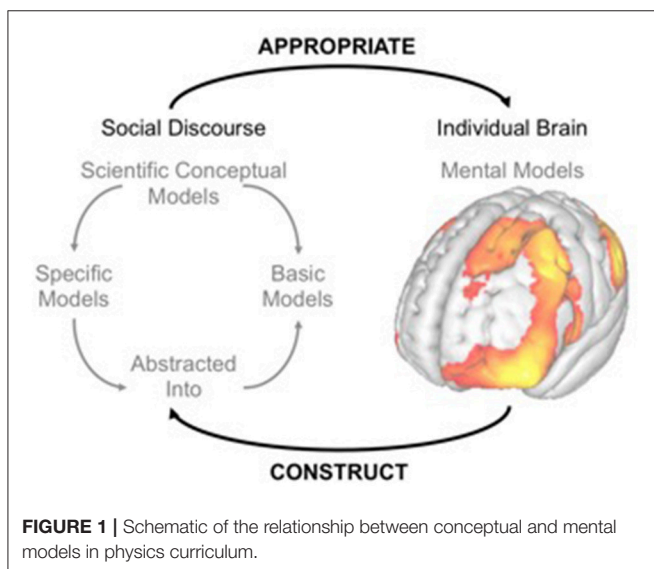 APPROPRIATE
Social Discourse
Individual Brain
Scientific Conceptual
Models
Mental Models
Specific
Models
Basic
Models
Abstracted
Into
CONSTRUCT
FIGURE 1 | Schematic of the relationship between conceptual and mental
models in physics curriculum.